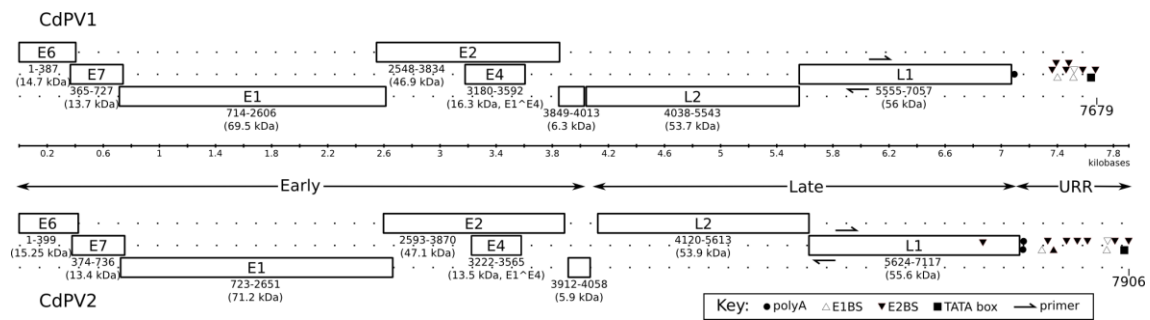 CdPV1
E6
E2
1-387
(14.7 kDa)
E7
2548-3834
(46.9 kDa)
E4
L1
365-727
(13.7 kDa)
E1
3180-3592
(16.3 kDa, E1^E4)
L2
5555-7057
(56 kDa)
714-2606
(69.5 kDa)
3849-4013
(6.3 kDa)
4038-5543
(53.7 kDa)
7679
0.2 0.6 1 1.4 1.8 2.2 2.6 3 3.4 3.8 4.2 4.6 5 5.4 5.8 6.2 6.6 7 7.4 7.8
kilobases
Early Late URR
E6
E2
L2
1-399
(15.25 kDa)
E7
2593-3870
(47.1 kDa)
E4
4120-5613
(53.9 kDa)
L1
374-736
(13.4 kDa)
E1
3222-3565
(13.5 kDa, E1^E4)
5624-7117
(55.6 kDa)
723-2651
(71.2 kDa)
3912-4058
(5.9 kDa)
7906
CdPV2
Key: polyA E1BS E2BS TATA box primer